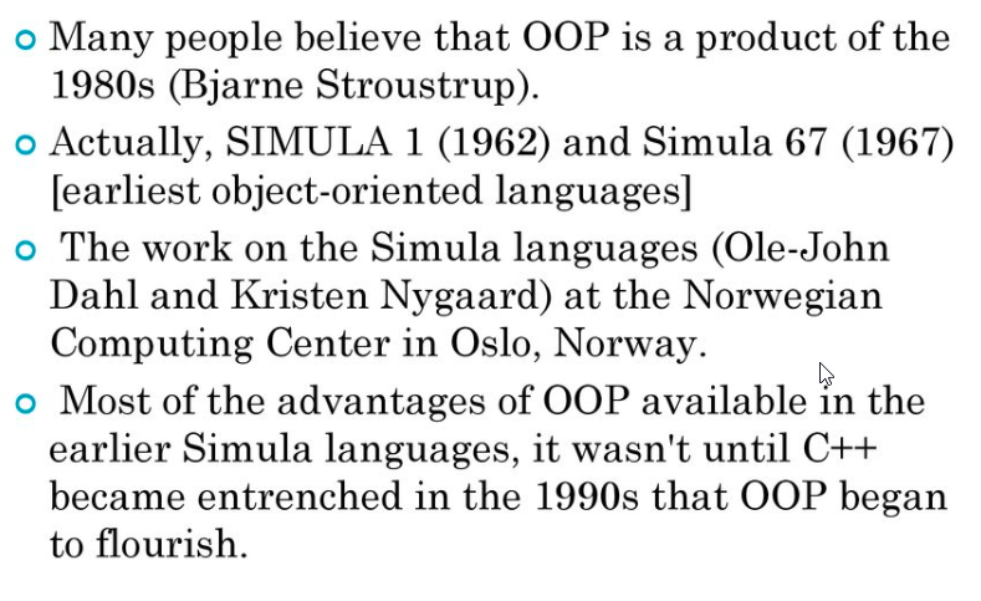 Many people believe that OOP is a product of the
1980s (Bjarne Stroustrup).
Actually, SIMULA 1 (1962) and Simula 67 (1967)
[earliest object-oriented languages]
The work on the Simula languages (Ole-John
Dahl and Kristen Nygaard) at the Norwegian
Computing Center in Oslo, Norway.
Most of the advantages of OOP available in the
earlier Simula languages, it wasn't until C++
became entrenched in the 1990s that OOP began
to flourish.